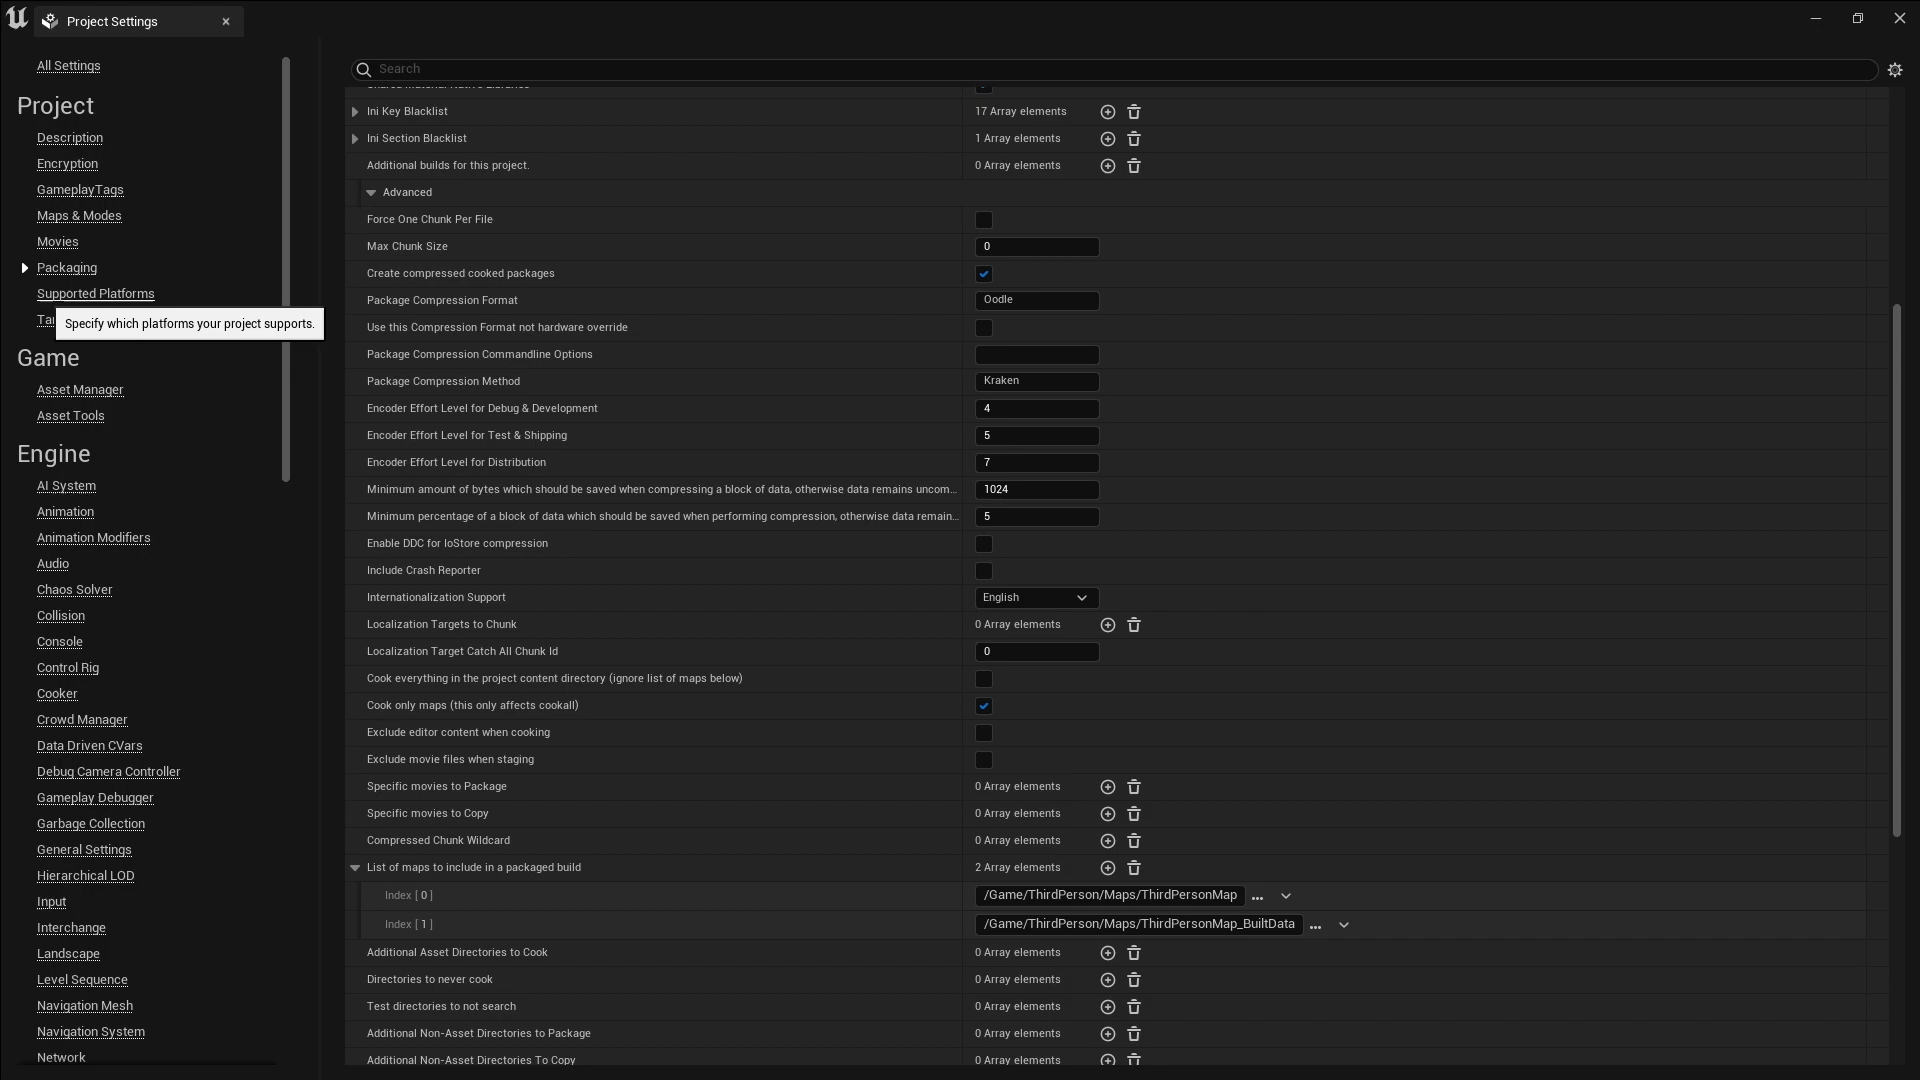 Project Settings
All Settings
Project
Description
Encryption
GameplayTags
Maps & Modes
Movies
Packaging
Supported Platforms
Tar
Specify which platforms your project supports.
Game
Asset Manager
Asset Tools
Engine
AI System
Animation
Animation Modifiers
Audio
Chaos Solver
Collision
Console
Control Rig
Cooker
Crowd Manager
Data Driven CVars
Debug Camera Controller
Gameplay Debugger
Garbage Collection
General Settings
Hierarchical LOD
Input
Interchange
Landscape
Level Sequence
Navigation Mesh
Navigation System
Network
Search
Shared Material Native Libraries
Ini Key Blacklist 17 Array elements
Ini Section Blacklist 1 Array elements
Additional builds for this project. 0 Array elements
Advanced
Force One Chunk Per File
Max Chunk Size 0
Create compressed cooked packages
Package Compression Format Oodle
Use this Compression Format not hardware override
Package Compression Commandline Options
Package Compression Method Kraken
Encoder Effort Level for Debug & Development 4
Encoder Effort Level for Test & Shipping 5
Encoder Effort Level for Distribution 7
Minimum amount of bytes which should be saved when compressing a block of data, otherwise data remains uncom... 1024
Minimum percentage of a block of data which should be saved when performing compression, otherwise data remain... 5
Enable DDC for IoStore compression
Include Crash Reporter
Internationalization Support English
Localization Targets to Chunk 0 Array elements
Localization Target Catch All Chunk Id 0
Cook everything in the project content directory (ignore list of maps below)
Cook only maps (this only affects cookall)
Exclude editor content when cooking
Exclude movie files when staging
Specific movies to Package 0 Array elements
Specific movies to Copy 0 Array elements
Compressed Chunk Wildcard 0 Array elements
List of maps to include in a packaged build 2 Array elements
Index [ 0 ] /Game/ThirdPerson/Maps/ThirdPersonMap ...
Index [ 1 ] /Game/ThirdPerson/Maps/ThirdPersonMap_BuiltData ...
Additional Asset Directories to Cook 0 Array elements
Directories to never cook 0 Array elements
Test directories to not search 0 Array elements
Additional Non-Asset Directories to Package 0 Array elements
Additional Non-Asset Directories To Copy 0 Array elements